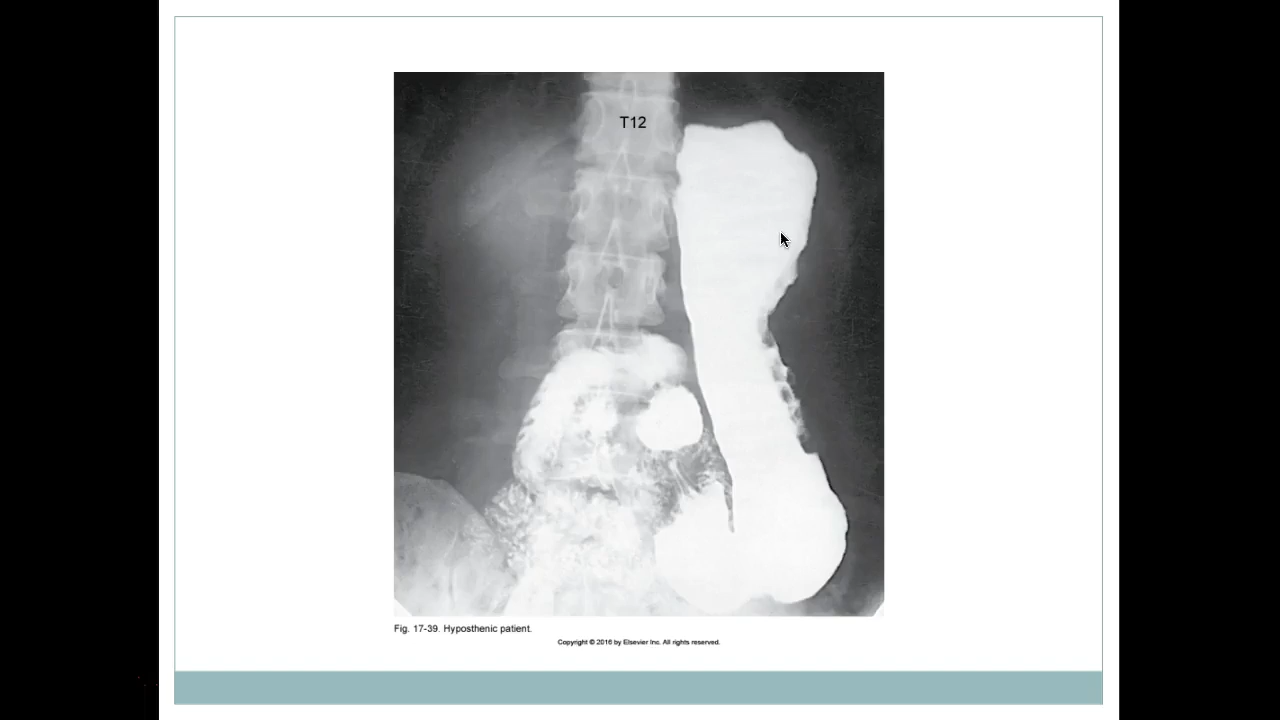 T12
Fig. 17-39. Hyposthenic patient.
Copyright © 2016 by Elsevier Inc. All rights reserved.